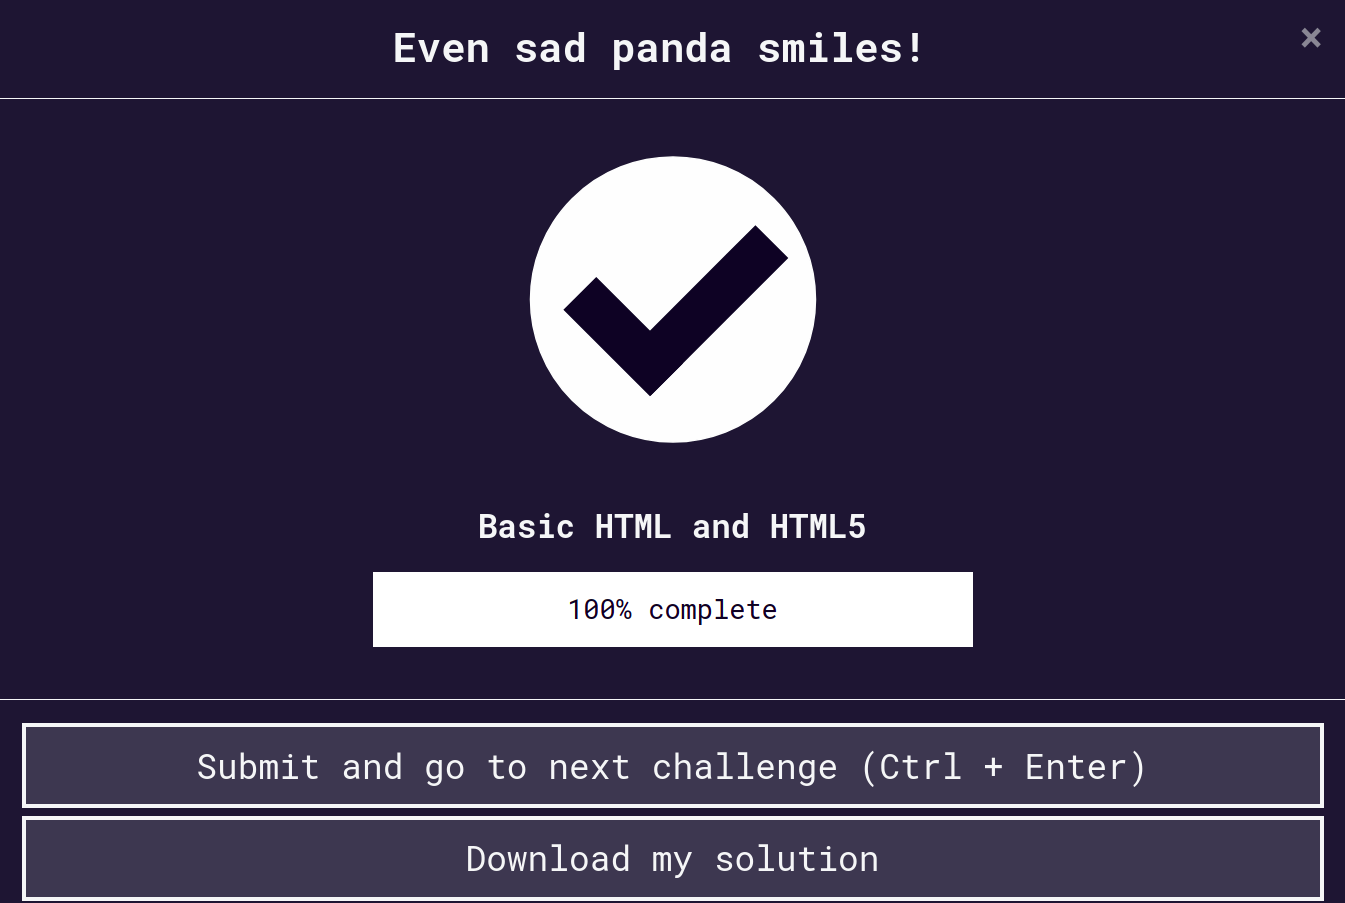 Even sad panda smiles!
×
Basic HTML and HTML5
100% complete
Submit and go to next challenge (Ctrl + Enter)
Download my solution